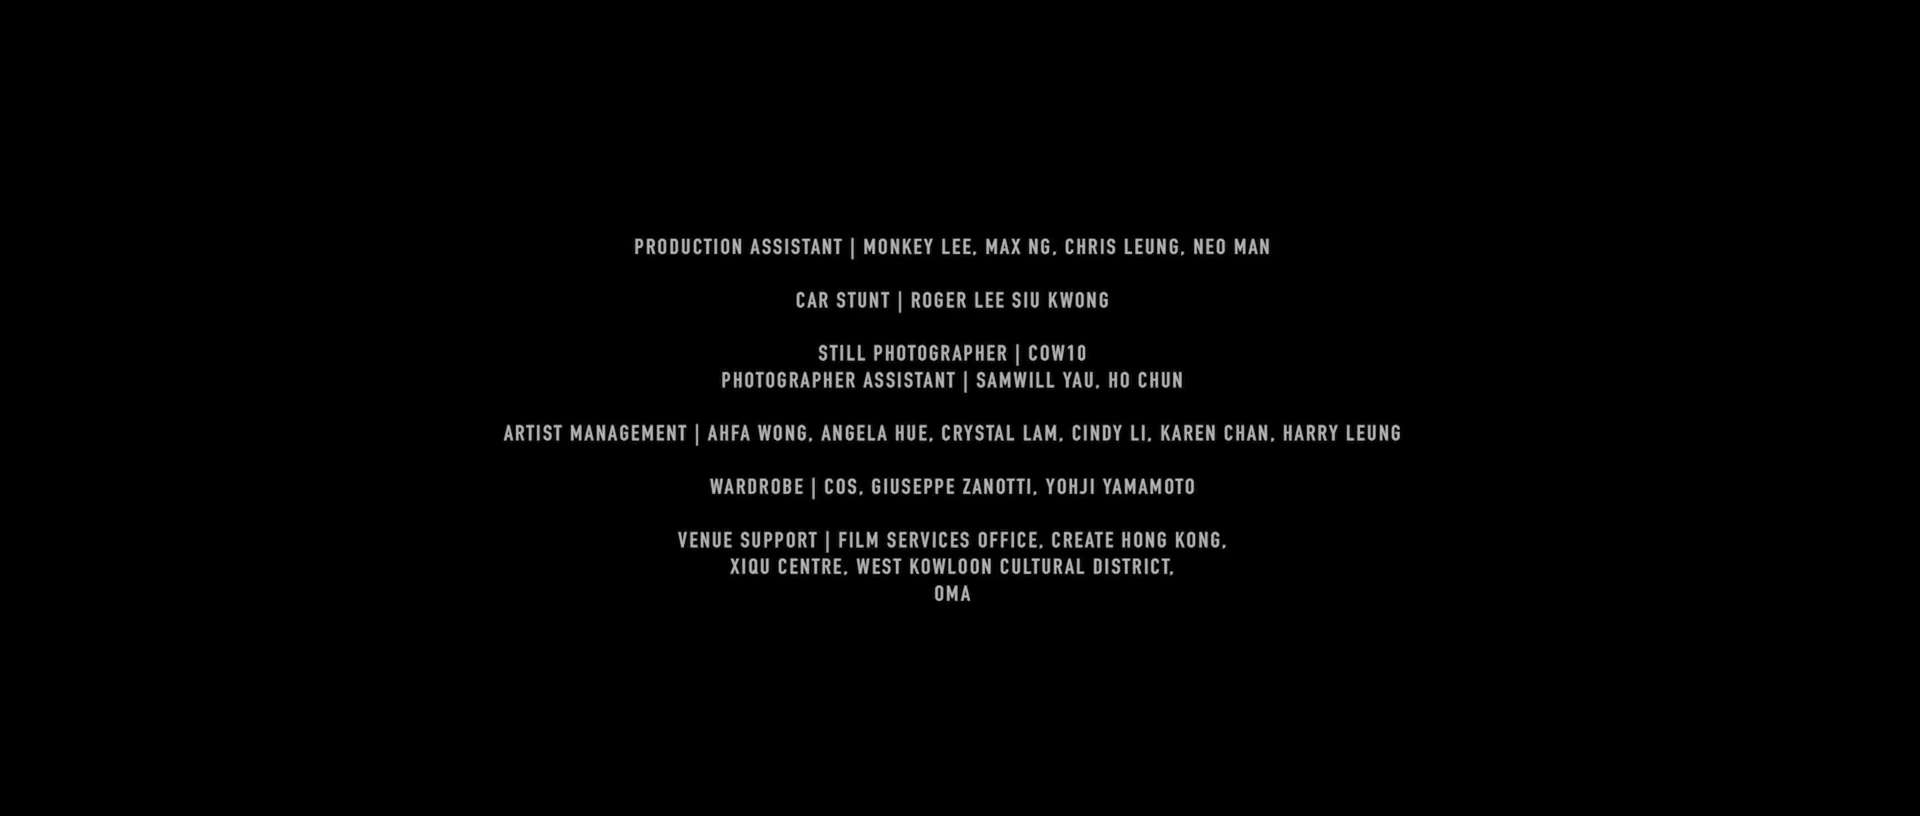 PRODUCTION ASSISTANT | MONKEY LEE, MAX NG, CHRIS LEUNG, NEO MAN
CAR STUNT | ROGER LEE SIU KWONG
STILL PHOTOGRAPHER | COW10
PHOTOGRAPHER ASSISTANT | SAMWILL YAU, HO CHUN
ARTIST MANAGEMENT | AHFA WONG, ANGELA HUE, CRYSTAL LAM, CINDY LI, KAREN CHAN, HARRY LEUNG
WARDROBE | COS, GIUSEPPE ZANOTTI, YOHJI YAMAMOTO
VENUE SUPPORT | FILM SERVICES OFFICE, CREATE HONG KONG,
XIQU CENTRE, WEST KOWLOON CULTURAL DISTRICT,
OMA